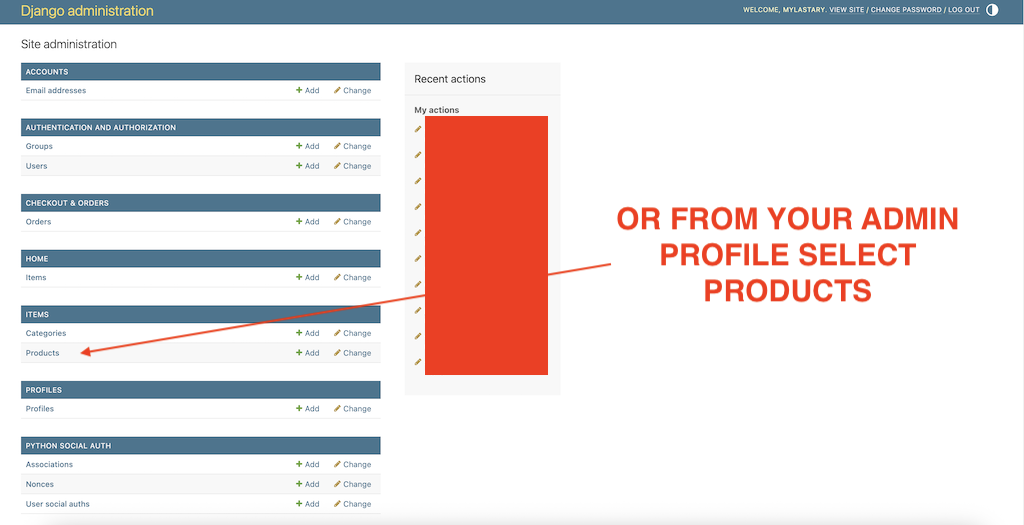 Django administration
WELCOME, MYLASTARY. VIEW SITE / CHANGE PASSWORD / LOG OUT
Site administration
ACCOUNTS
Email addresses + Add Change
AUTHENTICATION AND AUTHORIZATION
Groups + Add Change
Users + Add Change
CHECKOUT & ORDERS
Orders + Add Change
HOME
Items + Add Change
ITEMS
Categories + Add Change
Products + Add Change
PROFILES
Profiles + Add Change
PYTHON SOCIAL AUTH
Associations + Add Change
Nonces + Add Change
User social auths + Add Change
Recent actions
My actions
OR FROM YOUR ADMIN
PROFILE SELECT
PRODUCTS